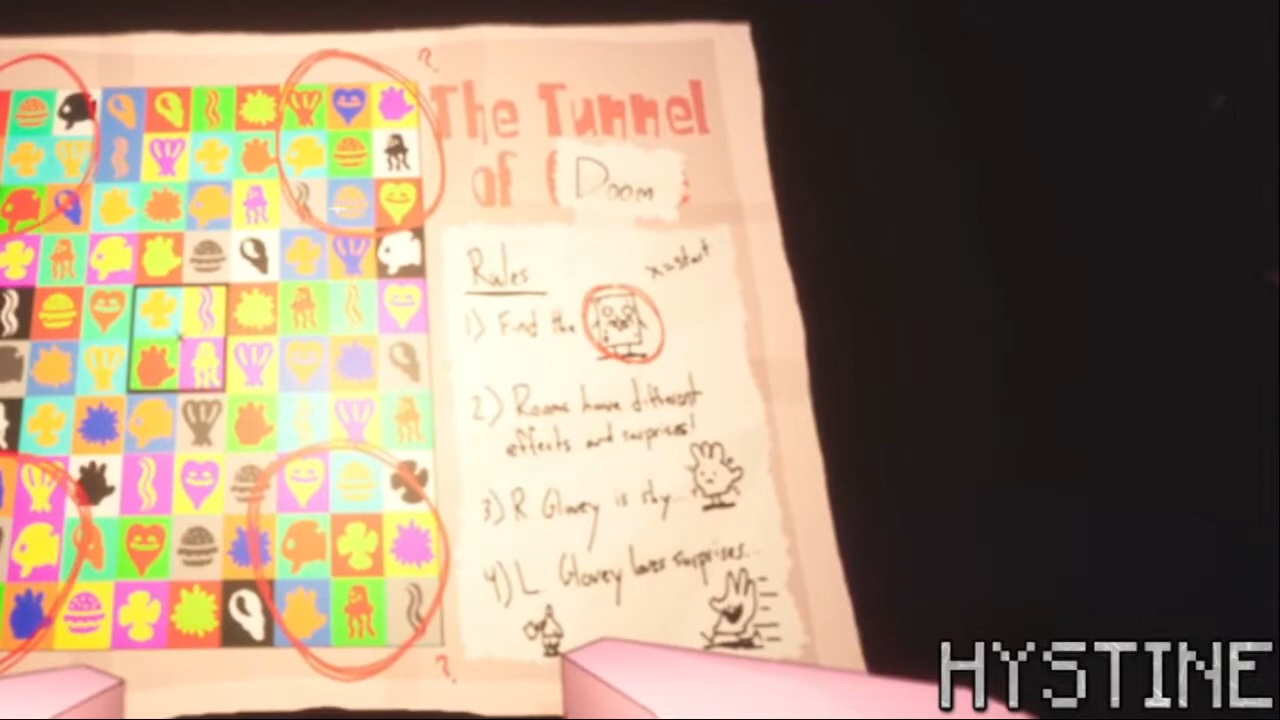 ?
The Tunnel
of Doom
Rules
x=start
1) Find the
2) Rooms have different
effects and surprises!
3) R Glovey is shy...
4) L Glovey loves surprises...
?
HYSTINE